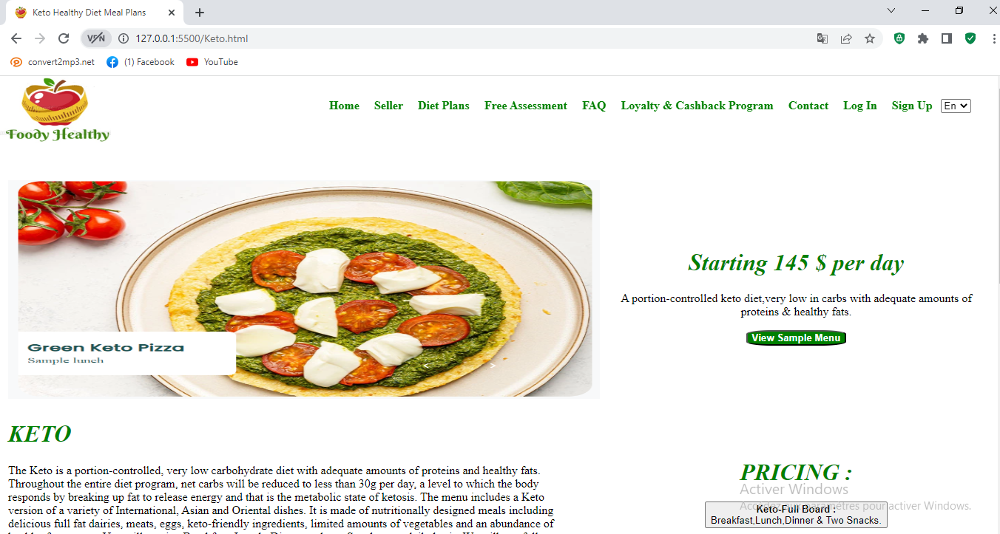 Keto Healthy Diet Meal Plans
VPN
127.0.0.1:5500/Keto.html
convert2mp3.net
(1) Facebook
YouTube
Foody Healthy
Home
Seller
Diet Plans
Free Assessment
FAQ
Loyalty & Cashback Program
Contact
Log In
Sign Up
En
Green Keto Pizza
Sample lunch
Starting 145 $ per day
A portion-controlled keto diet,very low in carbs with adequate amounts of
proteins & healthy fats.
View Sample Menu
KETO
The Keto is a portion-controlled, very low carbohydrate diet with adequate amounts of proteins and healthy fats.
Throughout the entire diet program, net carbs will be reduced to less than 30g per day, a level to which the body
responds by breaking up fat to release energy and that is the metabolic state of ketosis. The menu includes a Keto
version of a variety of International, Asian and Oriental dishes. It is made of nutritionally designed meals including
delicious full fat dairies, meats, eggs, keto-friendly ingredients, limited amounts of vegetables and an abundance of
PRICING :
Activer Windows
Accédez aux paramètres pour activer Windows.
Keto-Full Board :
Breakfast,Lunch,Dinner & Two Snacks.